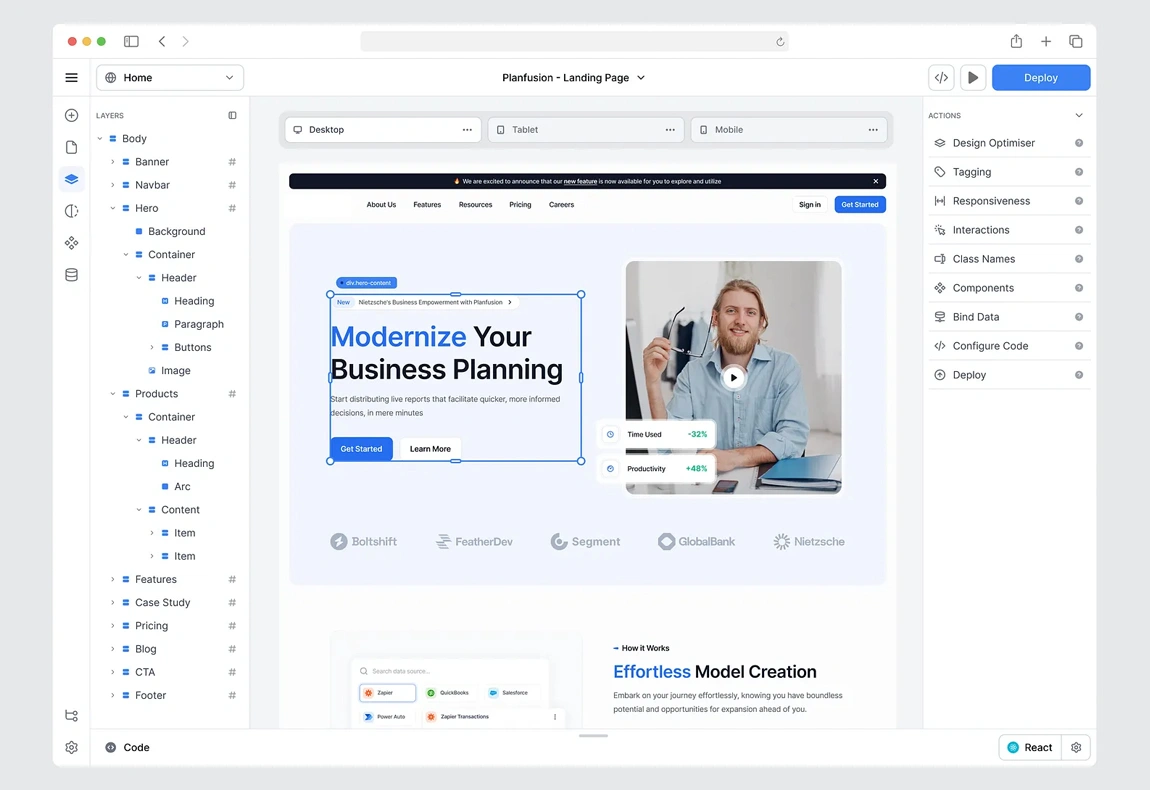 Home
Planfusion - Landing Page
Deploy
LAYERS
Body
Banner #
Navbar #
Hero #
Background
Container
Header
Heading
Paragraph
Buttons
Image
Products #
Container
Header
Heading
Arc
Content
Item
Item
Features #
Case Study #
Pricing #
Blog #
CTA #
Footer #
Desktop
Tablet
Mobile
🔥 We are excited to announce that our new feature is now available for you to explore and utilize
About Us Features Resources Pricing Careers
Sign in
Get Started
div.hero-content
New Nietzsche's Business Empowerment with Planfusion
Modernize Your
Business Planning
Start distributing live reports that facilitate quicker, more informed
decisions, in mere minutes
Get Started
Learn More
Time Used -32%
Productivity +48%
Boltshift
FeatherDev
Segment
GlobalBank
Nietzsche
Search data source...
Zapier
QuickBooks
Salesforce
Power Auto
Zapier Transactions
→ How it Works
Effortless Model Creation
Embark on your journey effortlessly, knowing you have boundless
potential and opportunities for expansion ahead of you.
ACTIONS
Design Optimiser
Tagging
Responsiveness
Interactions
Class Names
Components
Bind Data
Configure Code
Deploy
Code
React